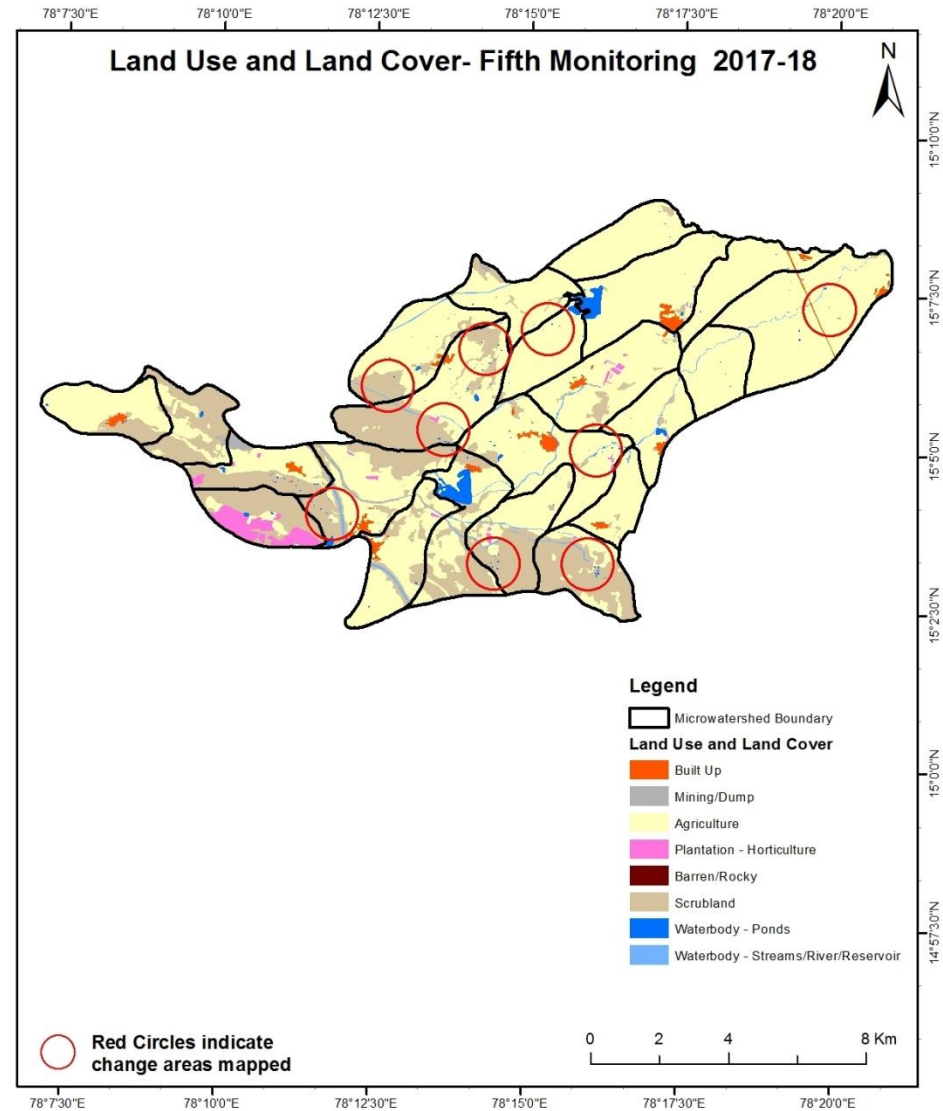 78°7'30"E 78°10'0"E 78°12'30"E 78°15'0"E 78°17'30"E 78°20'0"E
Land Use and Land Cover- Fifth Monitoring 2017-18
N
15°10'0"N
15°7'30"N
15°5'0"N
15°2'30"N
15°0'0"N
14°57'30"N
Legend
Microwatershed Boundary
Land Use and Land Cover
Built Up
Mining/Dump
Agriculture
Plantation - Horticulture
Barren/Rocky
Scrubland
Waterbody - Ponds
Waterbody - Streams/River/Reservoir
Red Circles indicate
change areas mapped
0 2 4 8 Km
78°7'30"E 78°10'0"E 78°12'30"E 78°15'0"E 78°17'30"E 78°20'0"E